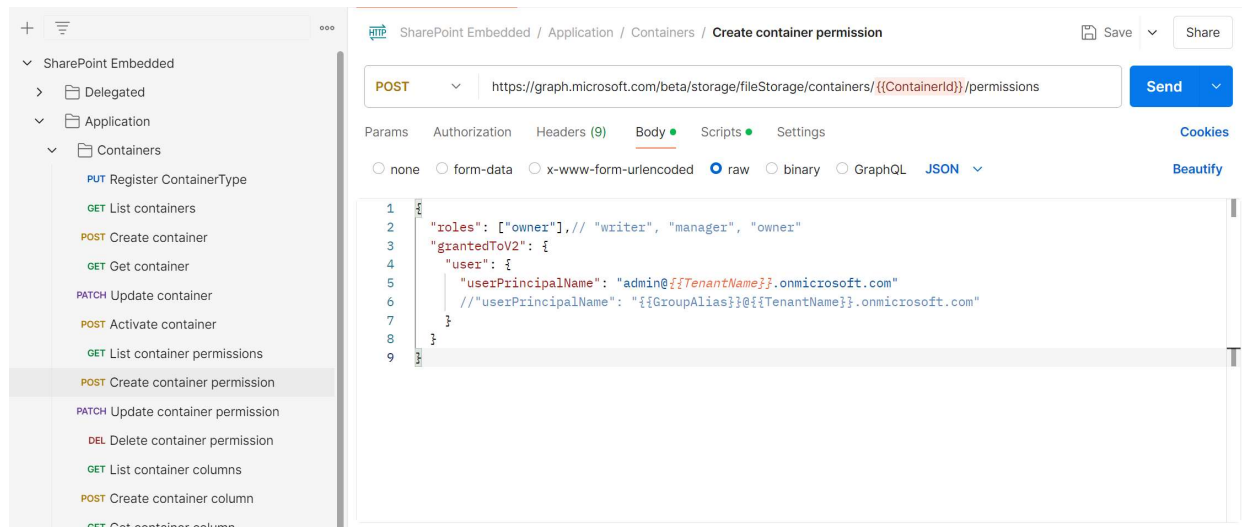 SharePoint Embedded
Delegated
Application
Containers
PUT Register ContainerType
GET List containers
POST Create container
GET Get container
PATCH Update container
POST Activate container
GET List container permissions
POST Create container permission
PATCH Update container permission
DEL Delete container permission
GET List container columns
POST Create container column
GET Get container column
HTTP SharePoint Embedded / Application / Containers / Create container permission Save Share
POST https://graph.microsoft.com/beta/storage/fileStorage/containers/{{ContainerId}}/permissions Send
Params Authorization Headers (9) Body Scripts Settings Cookies
none form-data x-www-form-urlencoded raw binary GraphQL JSON Beautify
1 {
2 "roles": ["owner"],// "writer", "manager", "owner"
3 "grantedToV2": {
4 "user": {
5 "userPrincipalName": "admin@{{TenantName}}.onmicrosoft.com"
6 //"userPrincipalName": "{{GroupAlias}}@{{TenantName}}.onmicrosoft.com"
7 }
8 }
9 }